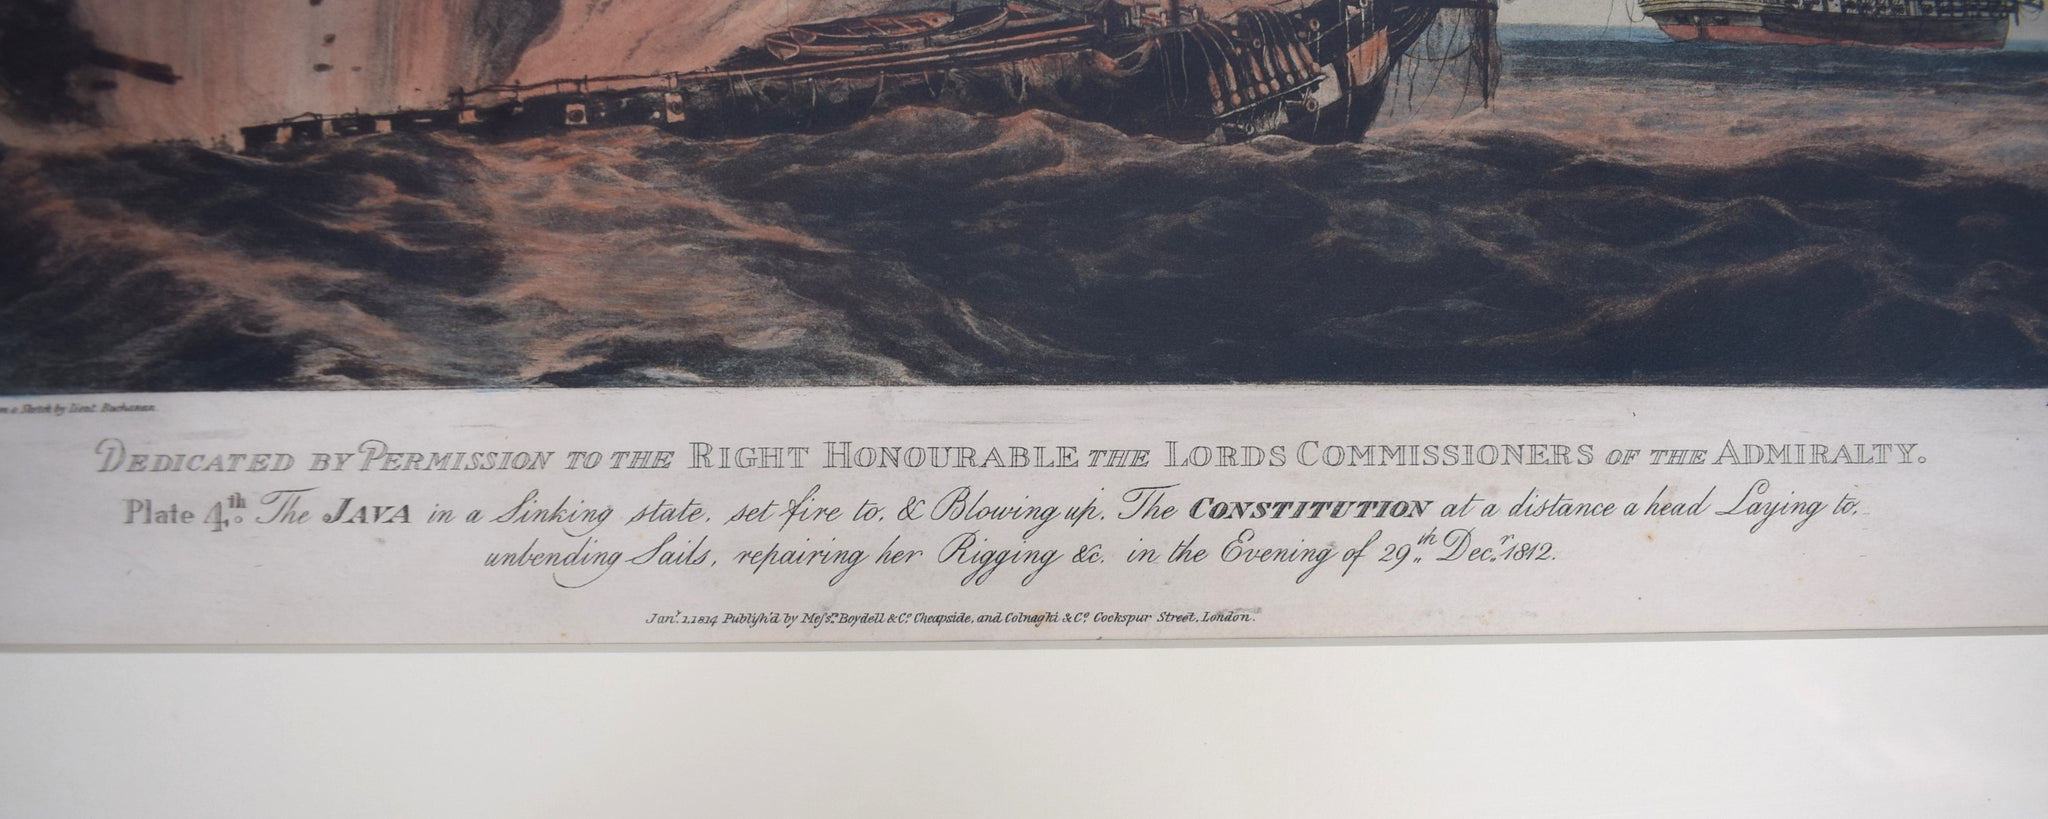 a Sketch by Lieut. Buchanan
DEDICATED BY PERMISSION TO THE RIGHT HONOURABLE THE LORDS COMMISSIONERS OF THE ADMIRALTY.
Plate 4th. The JAVA in a Sinking state, set fire to, & Blowing up. The CONSTITUTION at a distance a head Laying to,
unbending Sails, repairing her Rigging &c. in the Evening of 29th Decr. 1812.
Jany. 1, 1814 Publish'd by Messrs. Boydell & Co. Cheapside, and Colnaghi & Co. Cockspur Street, London.